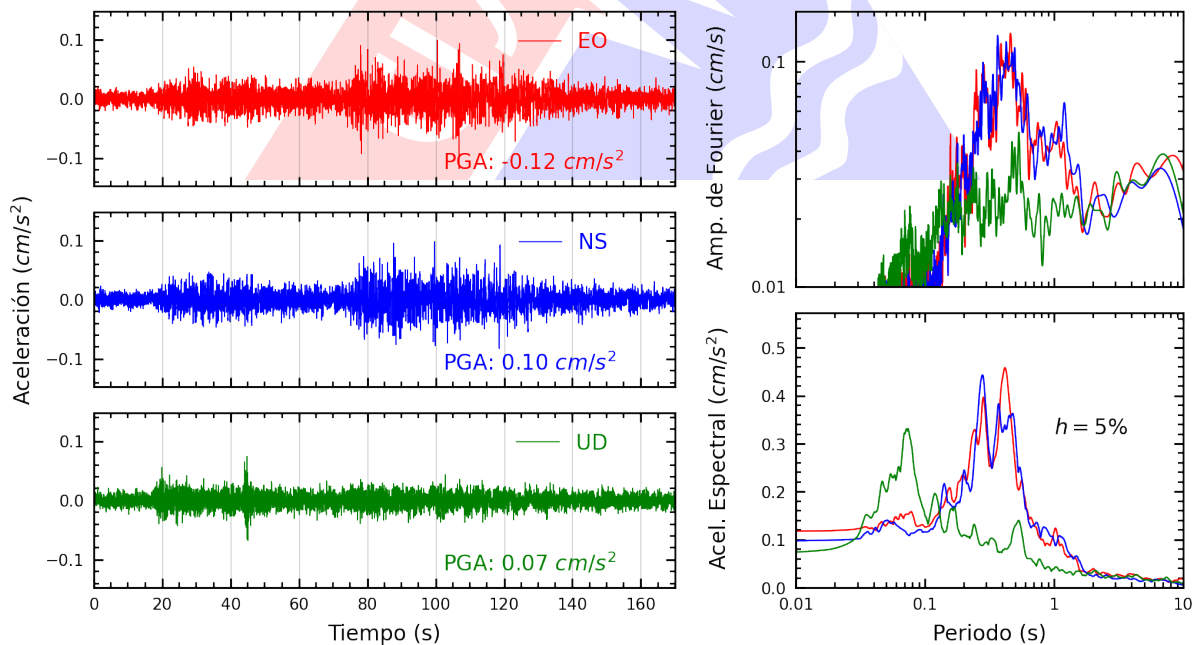 Aceleración (cm/s²)
0.1
0.0
−0.1
EO
PGA: -0.12 cm/s²
0.1
0.0
−0.1
NS
PGA: 0.10 cm/s²
0.1
0.0
−0.1
UD
PGA: 0.07 cm/s²
0 20 40 60 80 100 120 140 160
Tiempo (s)
Amp. de Fourier (cm/s)
0.1
0.01
Acel. Espectral (cm/s²)
0.5
0.4
0.3
0.2
0.1
0.0
h = 5%
0.01 0.1 1 10
Periodo (s)